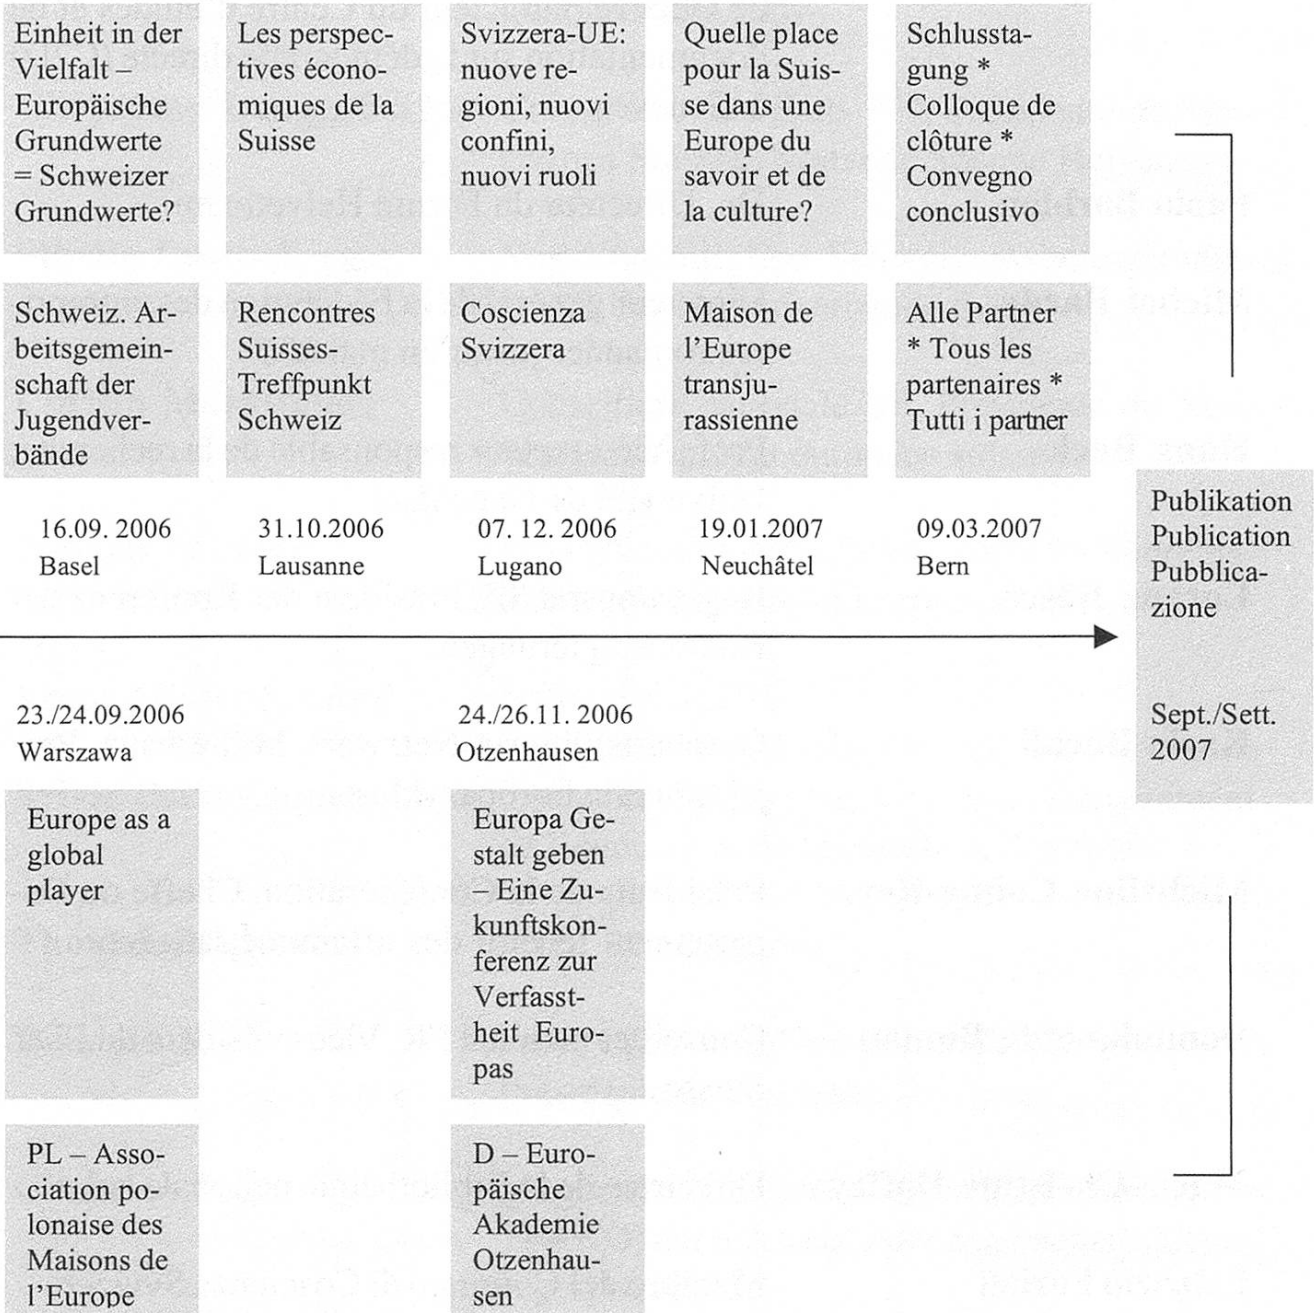 Einheit in der
Vielfalt –
Europäische
Grundwerte
= Schweizer
Grundwerte?
Les perspec-
tives écono-
miques de la
Suisse
Svizzera-UE:
nuove re-
gioni, nuovi
confini,
nuovi ruoli
Quelle place
pour la Suis-
se dans une
Europe du
savoir et de
la culture?
Schlussta-
gung *
Colloque de
clôture *
Convegno
conclusivo
Schweiz. Ar-
beitsgemein-
schaft der
Jugendver-
bände
Rencontres
Suisses-
Treffpunkt
Schweiz
Coscienza
Svizzera
Maison de
l'Europe
transju-
rassienne
Alle Partner
* Tous les
partenaires *
Tutti i partner
16.09. 2006
Basel
31.10.2006
Lausanne
07. 12. 2006
Lugano
19.01.2007
Neuchâtel
09.03.2007
Bern
Publikation
Publication
Pubblica-
zione
Sept./Sett.
2007
23./24.09.2006
Warszawa
24./26.11. 2006
Otzenhausen
Europe as a
global
player
Europa Ge-
stalt geben
– Eine Zu-
kunftskon-
ferenz zur
Verfasst-
heit Euro-
pas
PL – Asso-
ciation po-
lonaise des
Maisons de
l'Europe
D – Euro-
päische
Akademie
Otzenhau-
sen